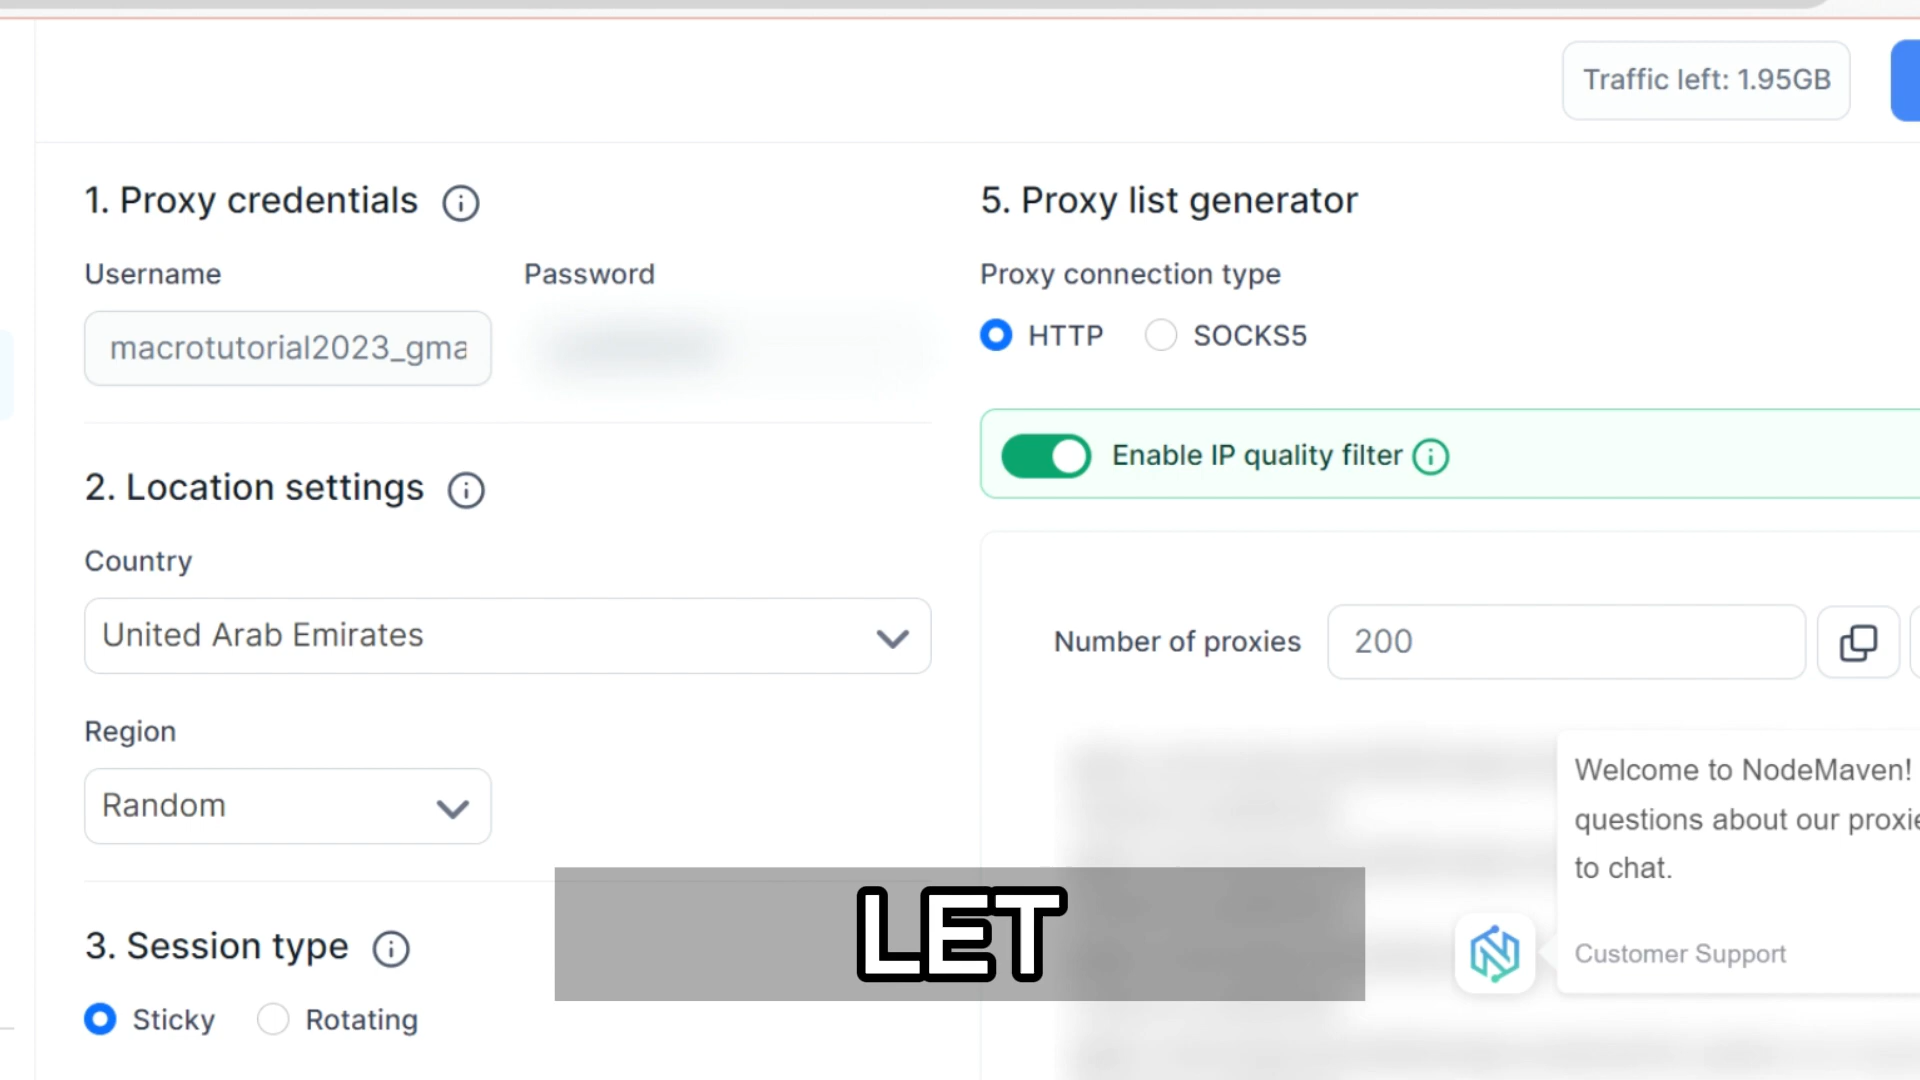 Traffic left: 1.95GB
1. Proxy credentials
Username
Password
macrotutorial2023_gma
2. Location settings
Country
United Arab Emirates
Region
Random
3. Session type
Sticky
Rotating
5. Proxy list generator
Proxy connection type
HTTP
SOCKS5
Enable IP quality filter
Number of proxies
200
Welcome to NodeMaven!
questions about our proxie
to chat.
Customer Support
LET